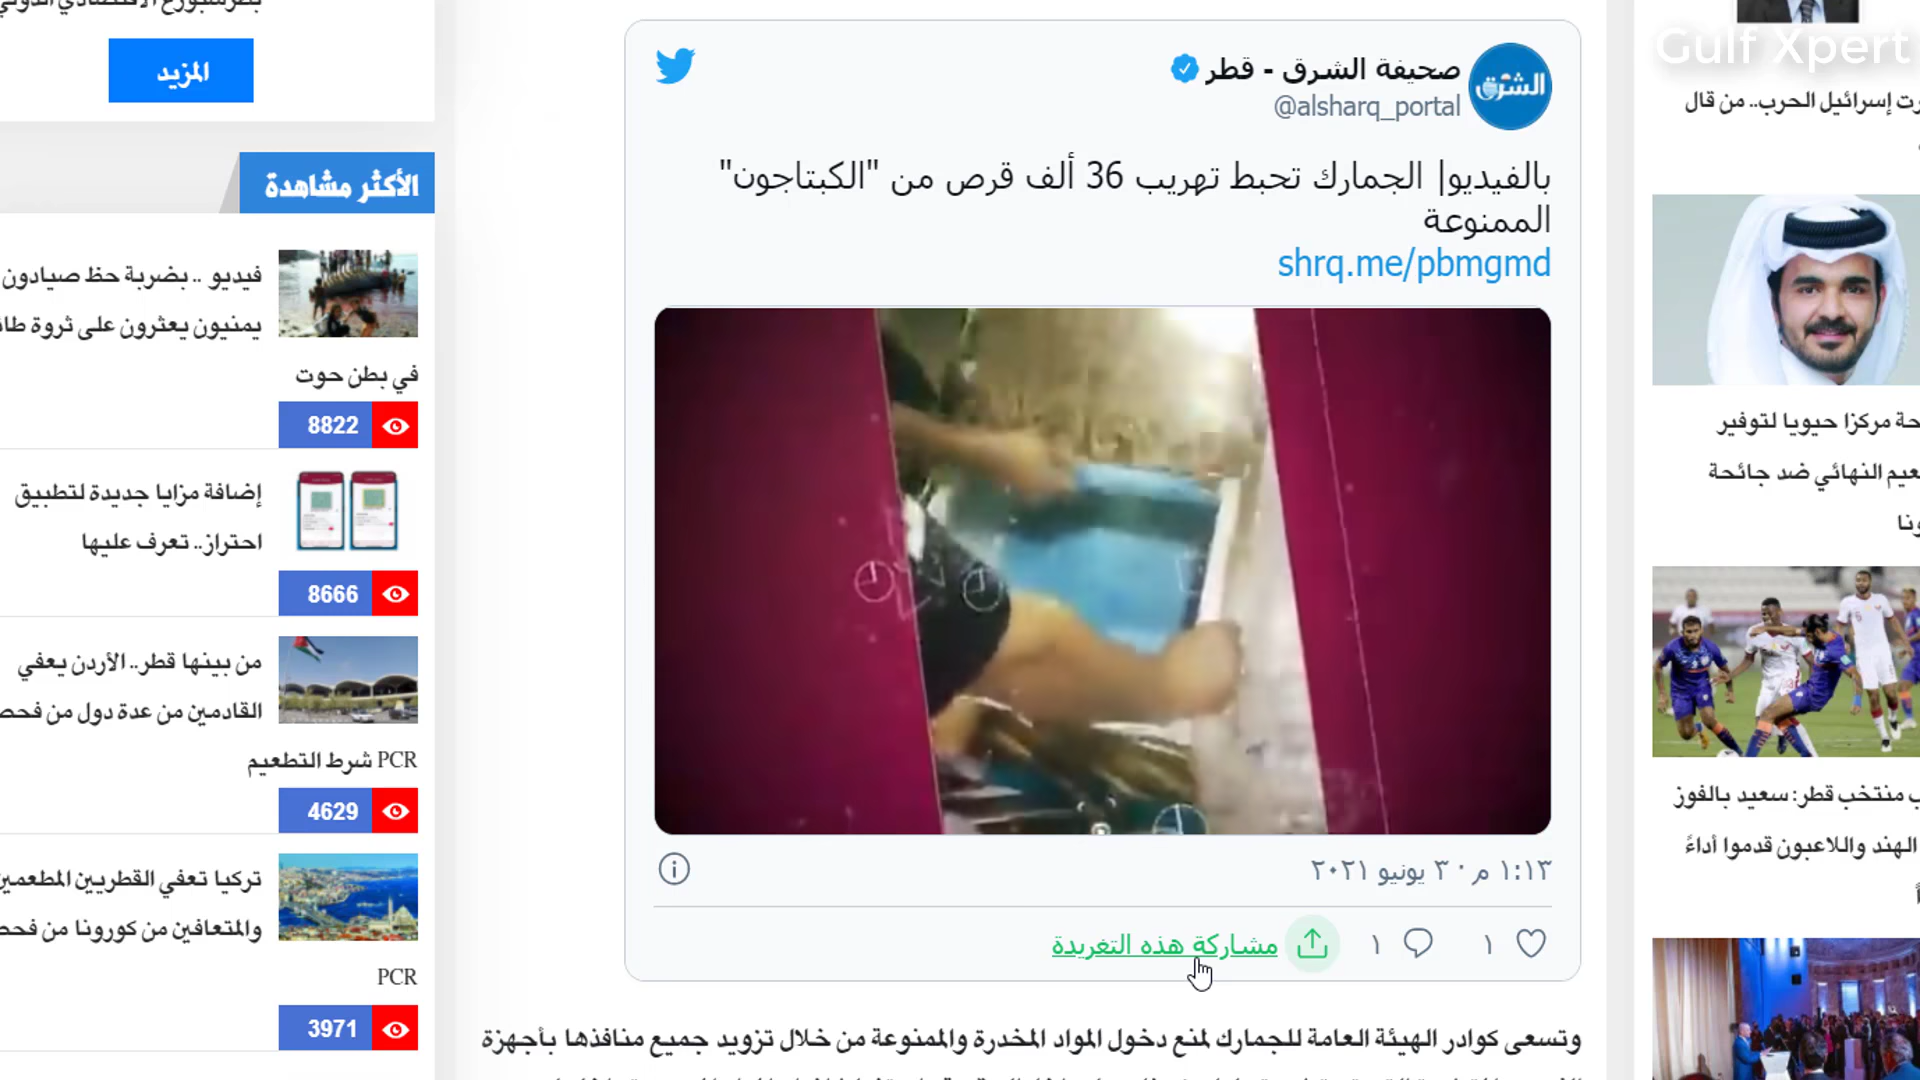 المزيد
الأكثر مشاهدة
فيديو .. بضربة حظ صيادون
يمنيون يعثرون على ثروة
في بطن حوت
8822
إضافة مزايا جديدة لتطبيق
احتراز.. تعرف عليها
8666
من بينها قطر.. الأردن يعفي
القادمين من عدة دول من
PCR شرط التطعيم
4629
تركيا تعفي القطريين المطعمين
والمتعافين من كورونا من
PCR
3971
صحيفة الشرق - قطر
@alsharq_portal
الشرق
بالفيديو| الجمارك تحبط تهريب 36 ألف قرص من "الكبتاجون"
الممنوعة
shrq.me/pbmgmd
١:١٣ م · ٣ يونيو ٢٠٢١
١
١
مشاركة هذه التغريدة
وتسعى كوادر الهيئة العامة للجمارك لمنع دخول المواد المخدرة والممنوعة من خلال تزويد جميع منافذها بأجهزة
Gulf Xpert
إسرائيل الحرب.. من قال
مركزا حيويا لتوفير
النهائي ضد جائحة
منتخب قطر: سعيد بالفوز
الهند واللاعبون قدموا أداءً